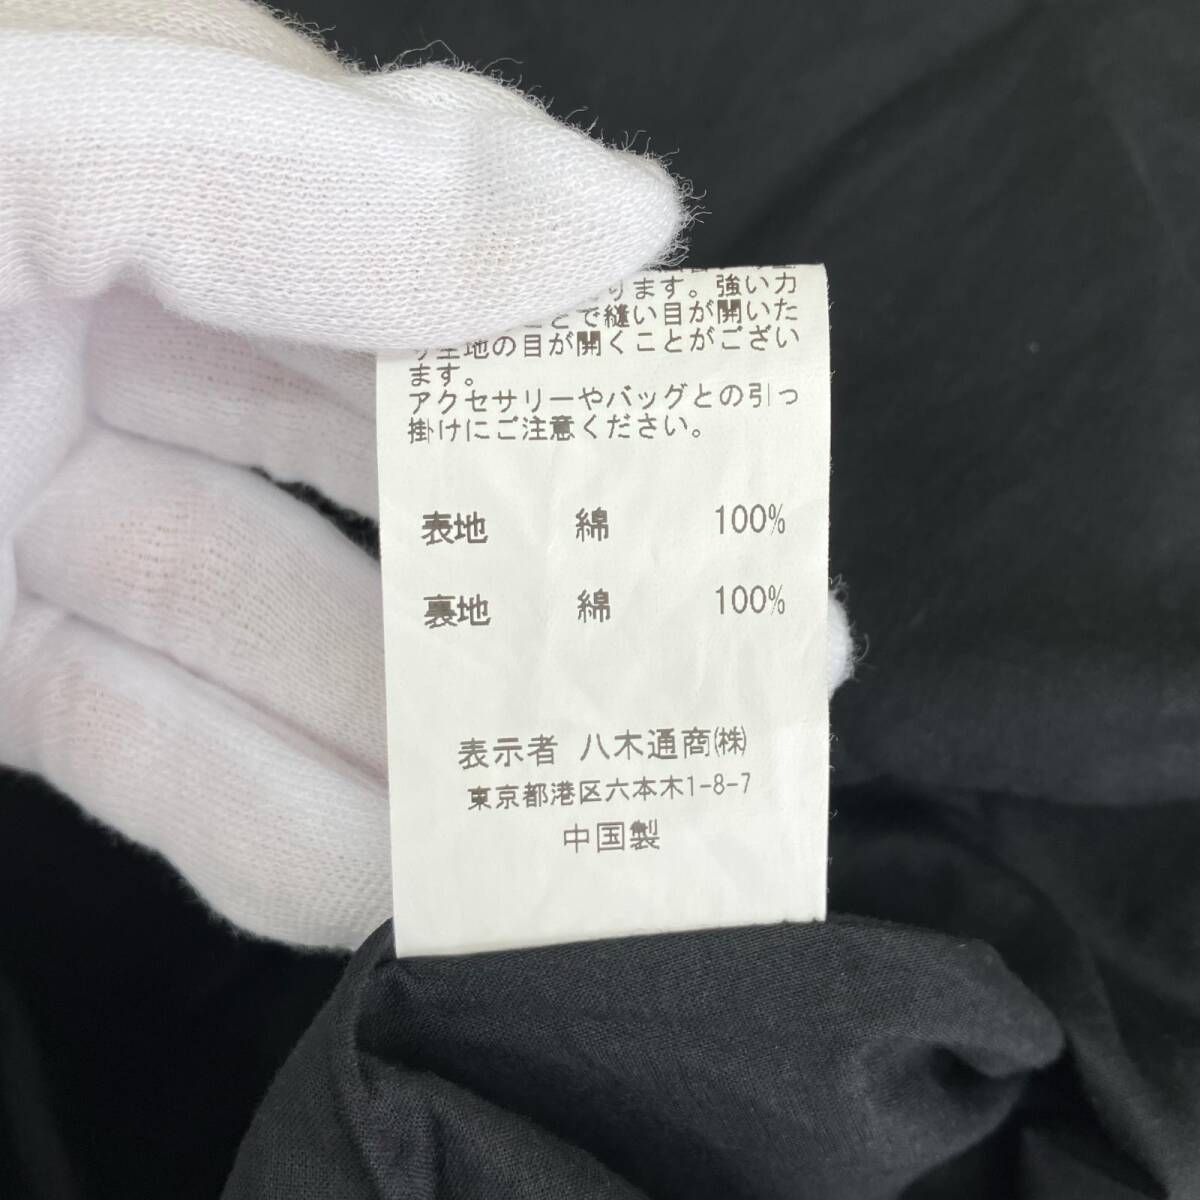 ります。強い力
とで縫い目が開いた
り生地の目が開くことがござい
ます。
アクセサリーやバッグとの引っ
掛けにご注意ください。
表地 綿 100%
裏地 綿 100%
表示者 八木通商㈱
東京都港区六本木1-8-7
中国製